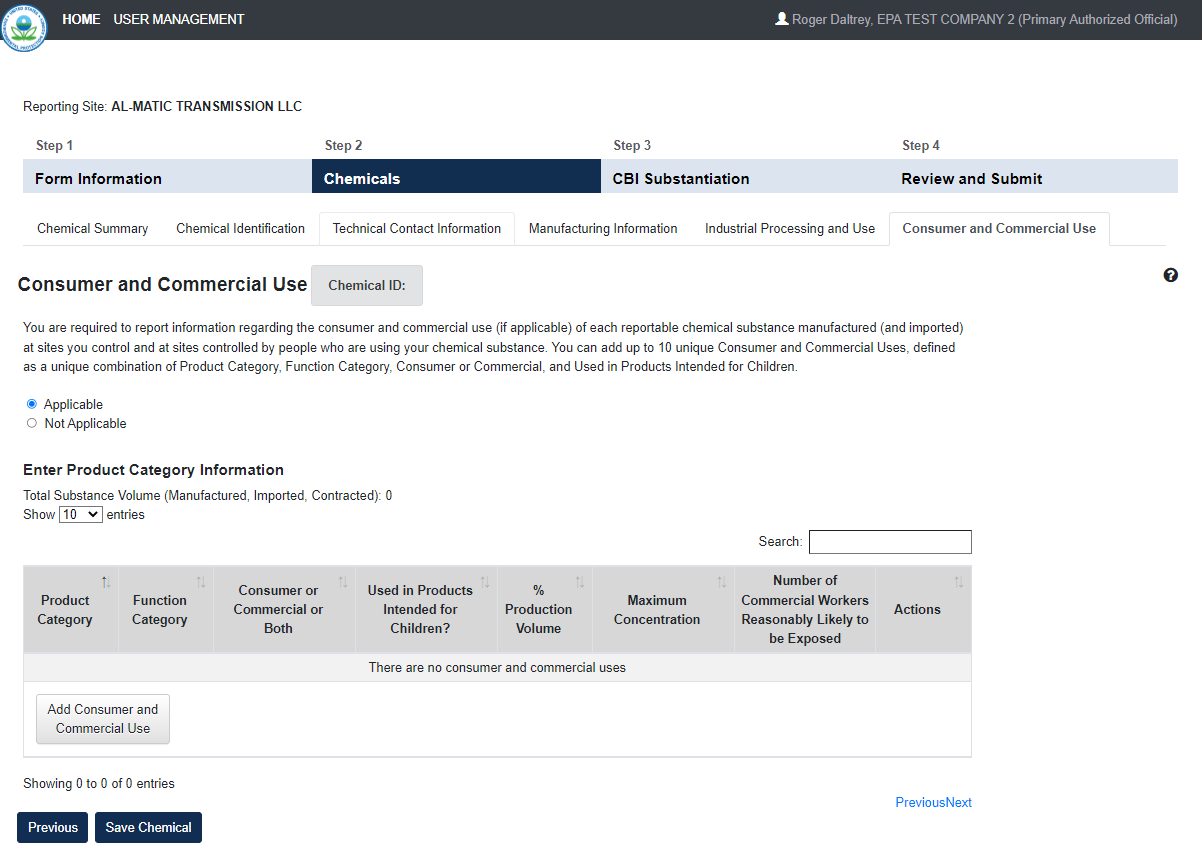 HOME USER MANAGEMENT Roger Daltrey, EPA TEST COMPANY 2 (Primary Authorized Official)
Reporting Site: AL-MATIC TRANSMISSION LLC
Step 1 Step 2 Step 3 Step 4
Form Information Chemicals CBI Substantiation Review and Submit
Chemical Summary Chemical Identification Technical Contact Information Manufacturing Information Industrial Processing and Use Consumer and Commercial Use
Consumer and Commercial Use Chemical ID: ?
You are required to report information regarding the consumer and commercial use (if applicable) of each reportable chemical substance manufactured (and imported)
at sites you control and at sites controlled by people who are using your chemical substance. You can add up to 10 unique Consumer and Commercial Uses, defined
as a unique combination of Product Category, Function Category, Consumer or Commercial, and Used in Products Intended for Children.
Applicable
Not Applicable
Enter Product Category Information
Total Substance Volume (Manufactured, Imported, Contracted): 0
Show 10 entries
Search:
Product
Category
Function
Category
Consumer or
Commercial or
Both
Used in Products
Intended for
Children?
%
Production
Volume
Maximum
Concentration
Number of
Commercial Workers
Reasonably Likely to
be Exposed
Actions
There are no consumer and commercial uses
Add Consumer and
Commercial Use
Showing 0 to 0 of 0 entries
PreviousNext
Previous Save Chemical